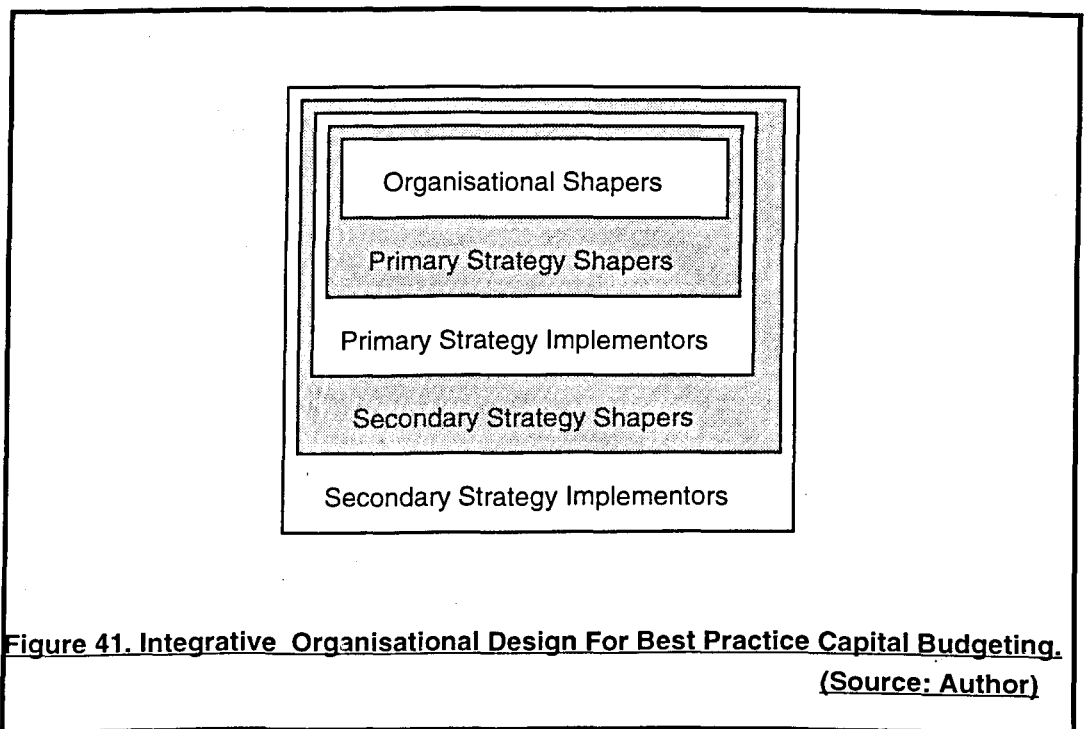 Organisational Shapers
Primary Strategy Shapers
Primary Strategy Implementors
Secondary Strategy Shapers
Secondary Strategy Implementors
Figure 41. Integrative Organisational Design For Best Practice Capital Budgeting.
(Source: Author)